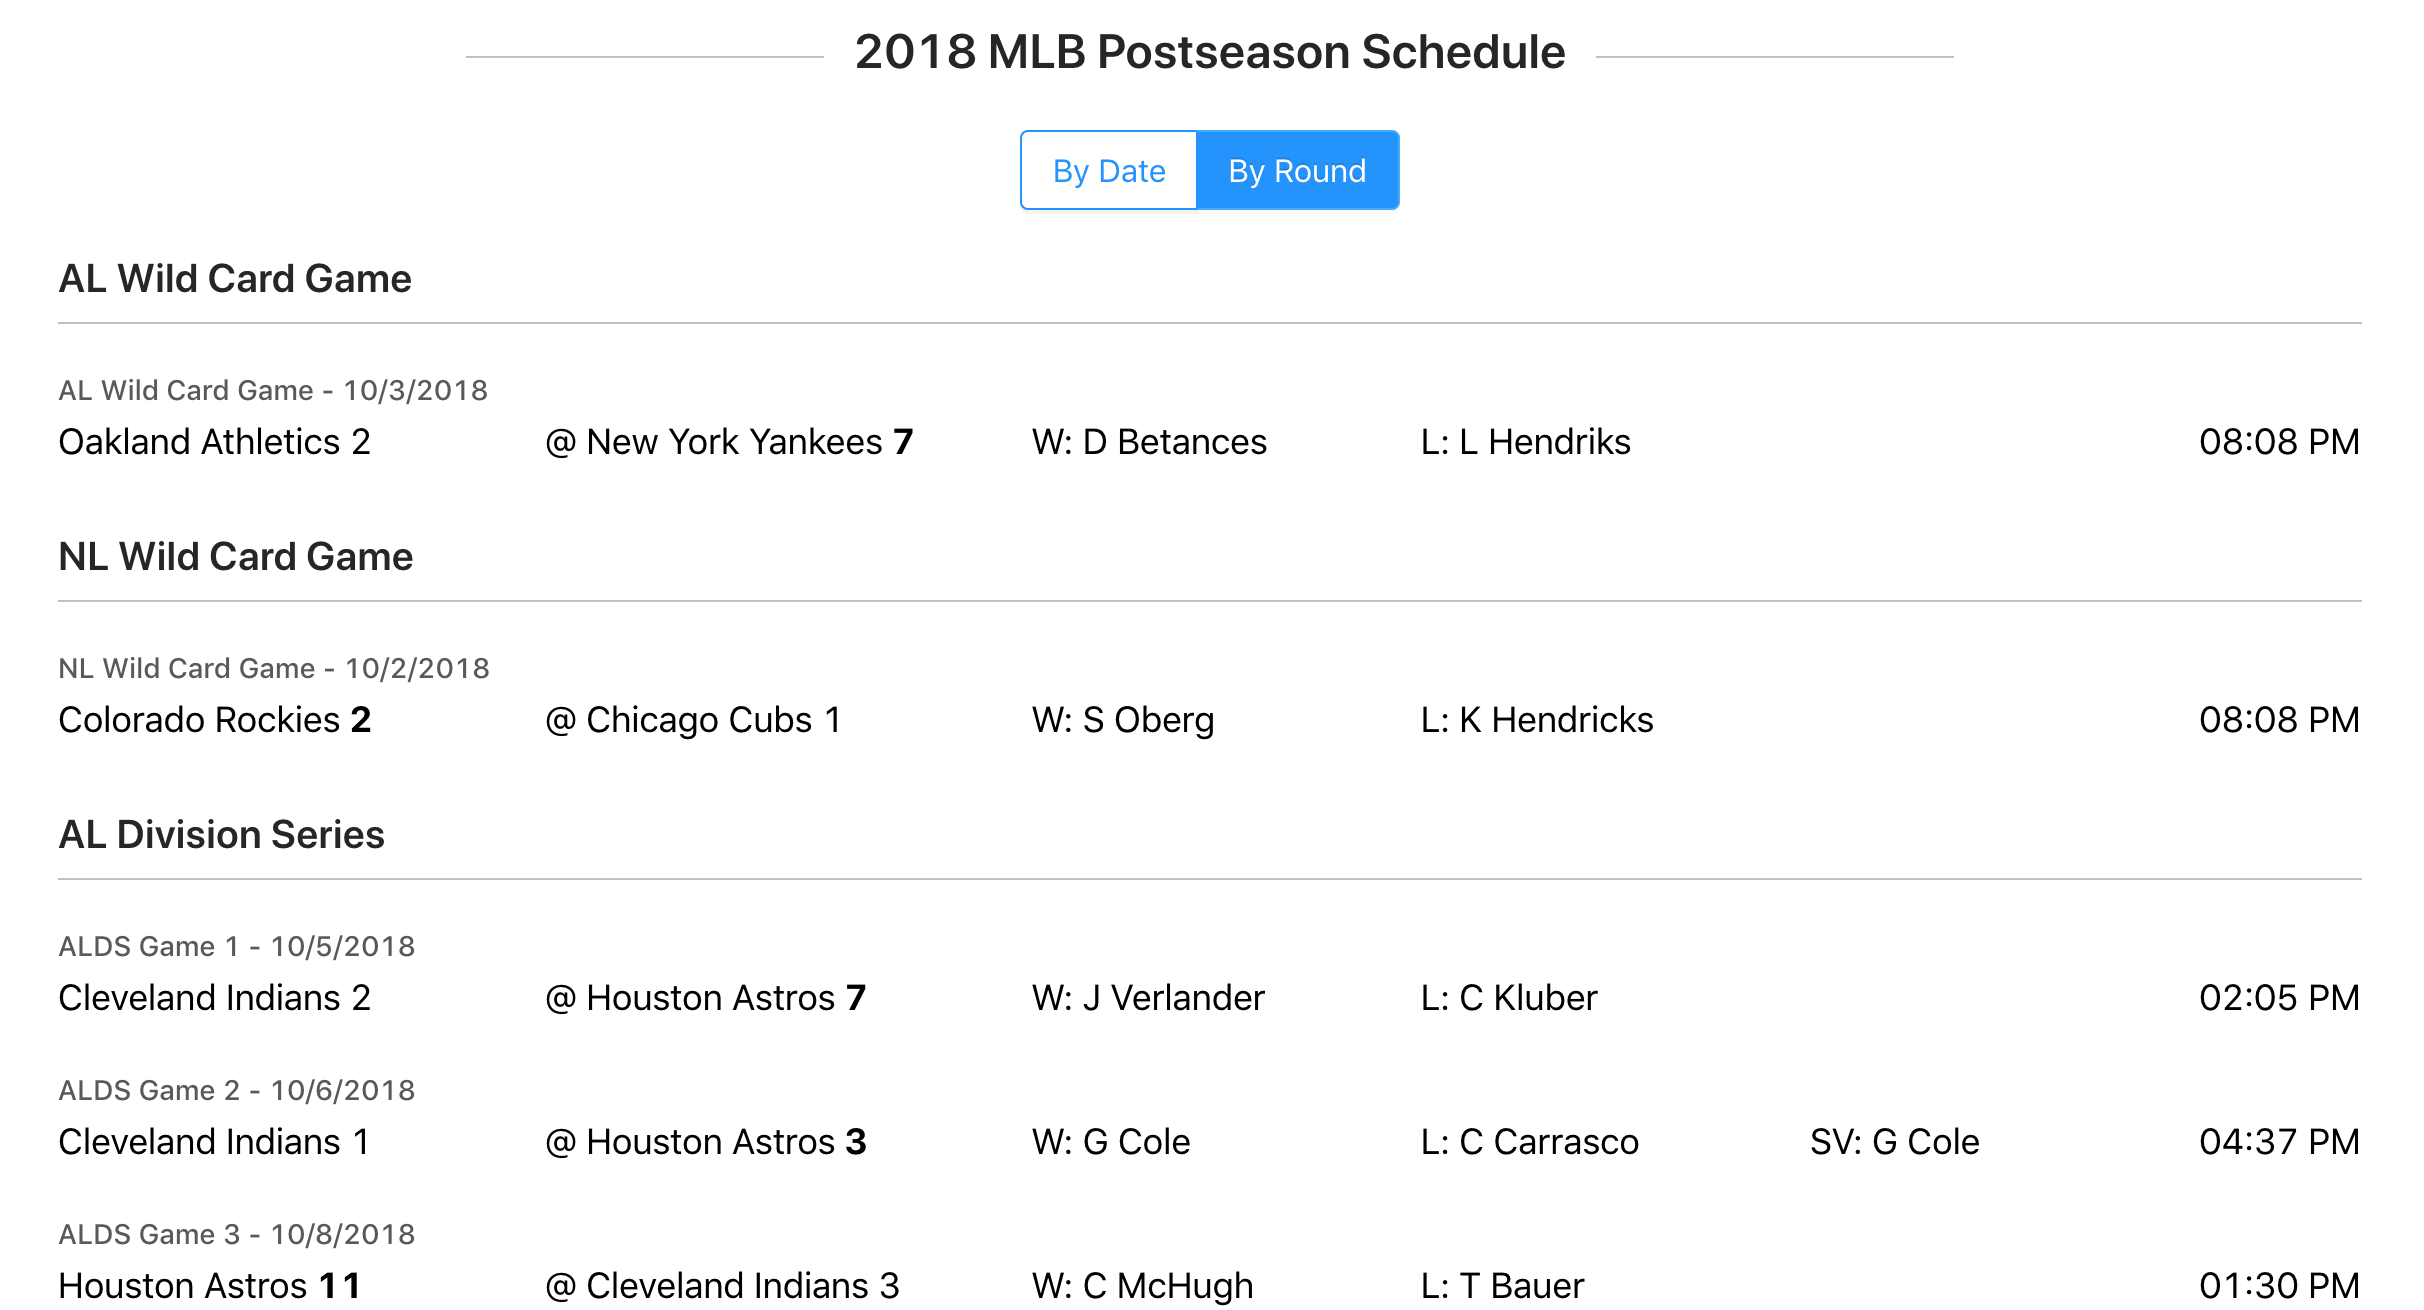 2018 MLB Postseason Schedule
By Date By Round
AL Wild Card Game
AL Wild Card Game - 10/3/2018
Oakland Athletics 2 @ New York Yankees 7 W: D Betances L: L Hendriks 08:08 PM
NL Wild Card Game
NL Wild Card Game - 10/2/2018
Colorado Rockies 2 @ Chicago Cubs 1 W: S Oberg L: K Hendricks 08:08 PM
AL Division Series
ALDS Game 1 - 10/5/2018
Cleveland Indians 2 @ Houston Astros 7 W: J Verlander L: C Kluber 02:05 PM
ALDS Game 2 - 10/6/2018
Cleveland Indians 1 @ Houston Astros 3 W: G Cole L: C Carrasco SV: G Cole 04:37 PM
ALDS Game 3 - 10/8/2018
Houston Astros 11 @ Cleveland Indians 3 W: C McHugh L: T Bauer 01:30 PM